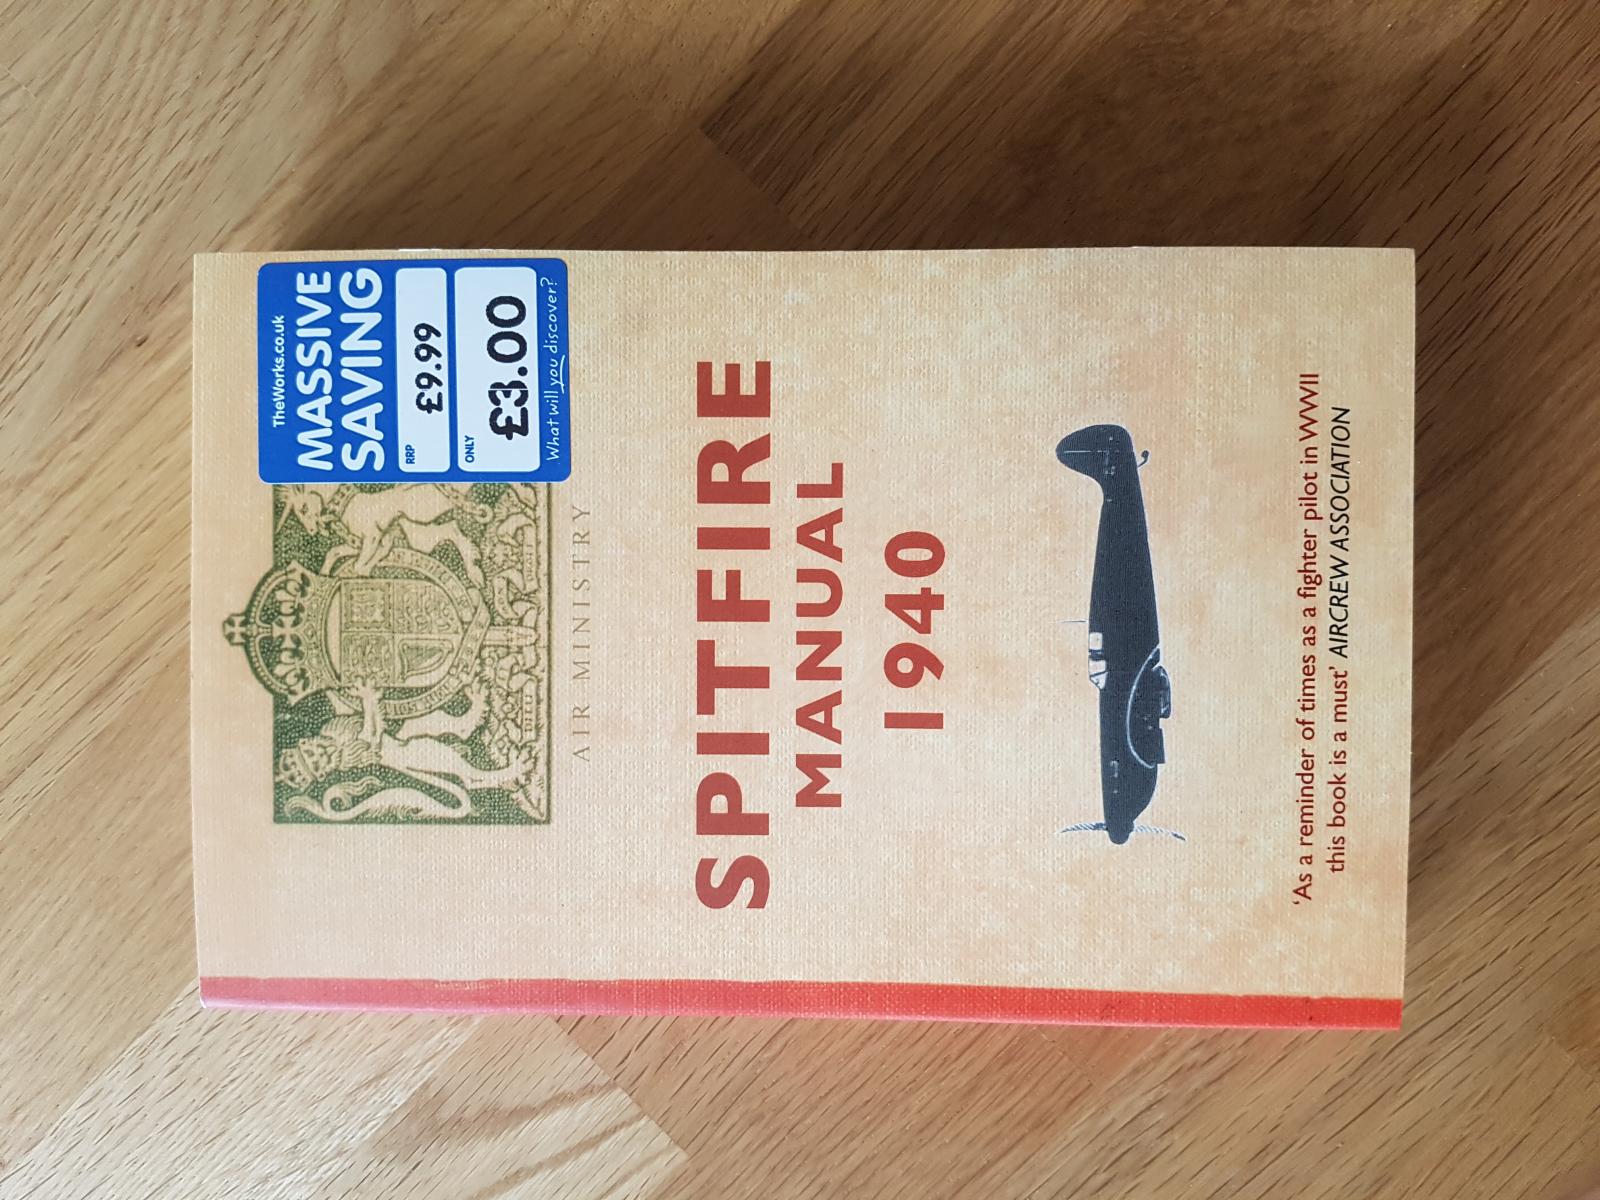 TheWorks.co.uk
MASSIVE
SAVING
RRP
£9.99
ONLY
£3.00
What will you discover?
AIR MINISTRY
SPITFIRE
MANUAL
1940
‘As a reminder of times as a fighter pilot in WWII
this book is a must’ AIRCREW ASSOCIATION